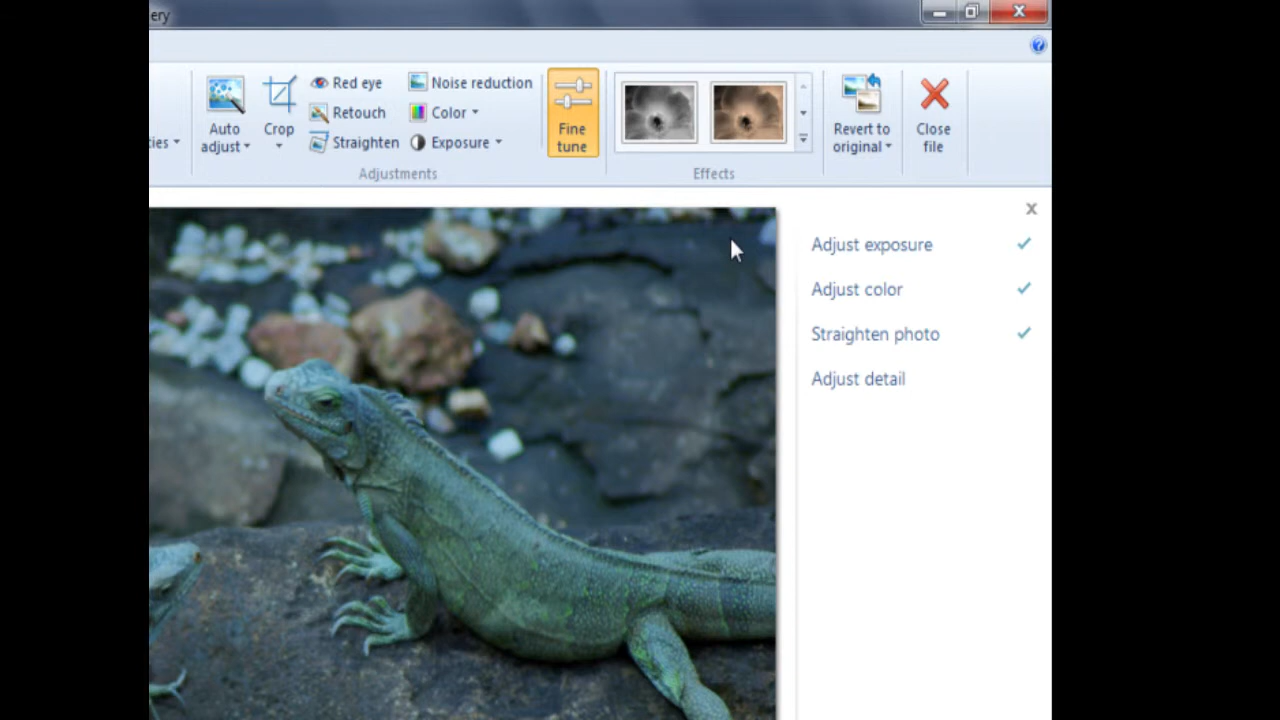 ery
ies
Auto adjust
Crop
Red eye
Retouch
Straighten
Noise reduction
Color
Exposure
Adjustments
Fine tune
Effects
Revert to original
Close file
Adjust exposure
Adjust color
Straighten photo
Adjust detail